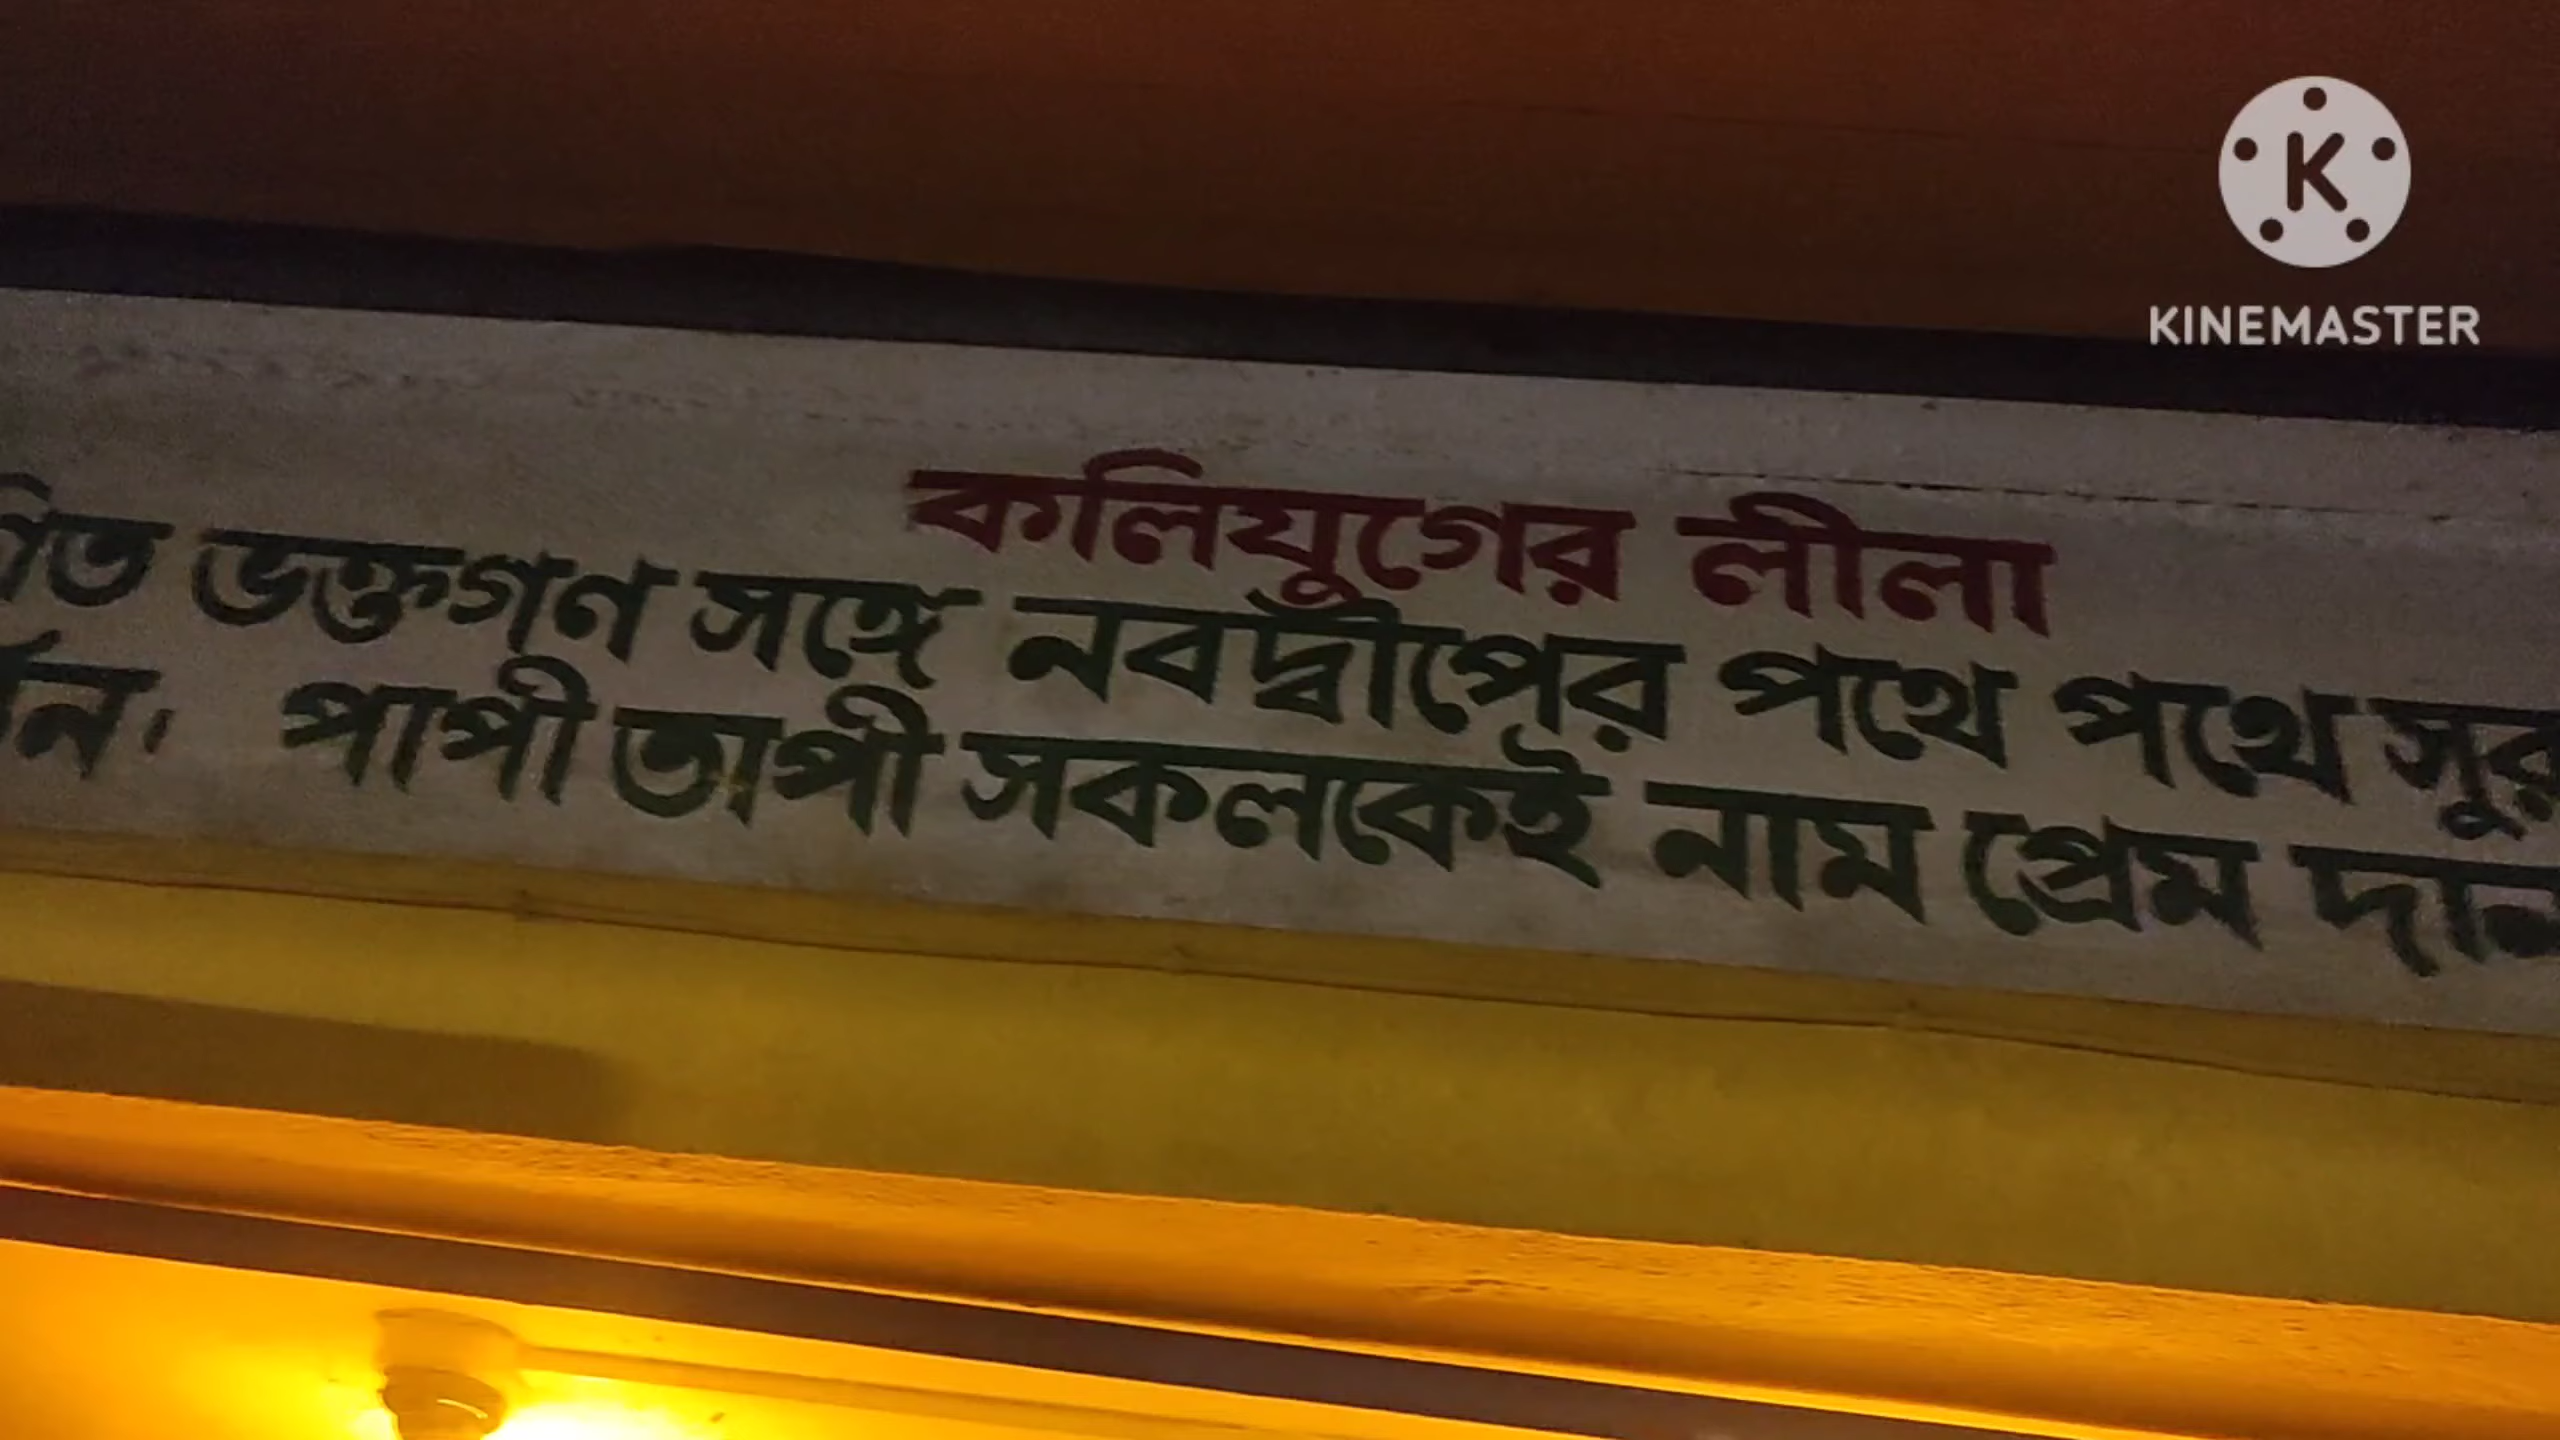 KINEMASTER
কলিযুগের লীলা
ভক্তগণ সঙ্গে নবদ্বীপের পথে পথে
পাপী তাপী সকলকেই নাম প্রেম দান